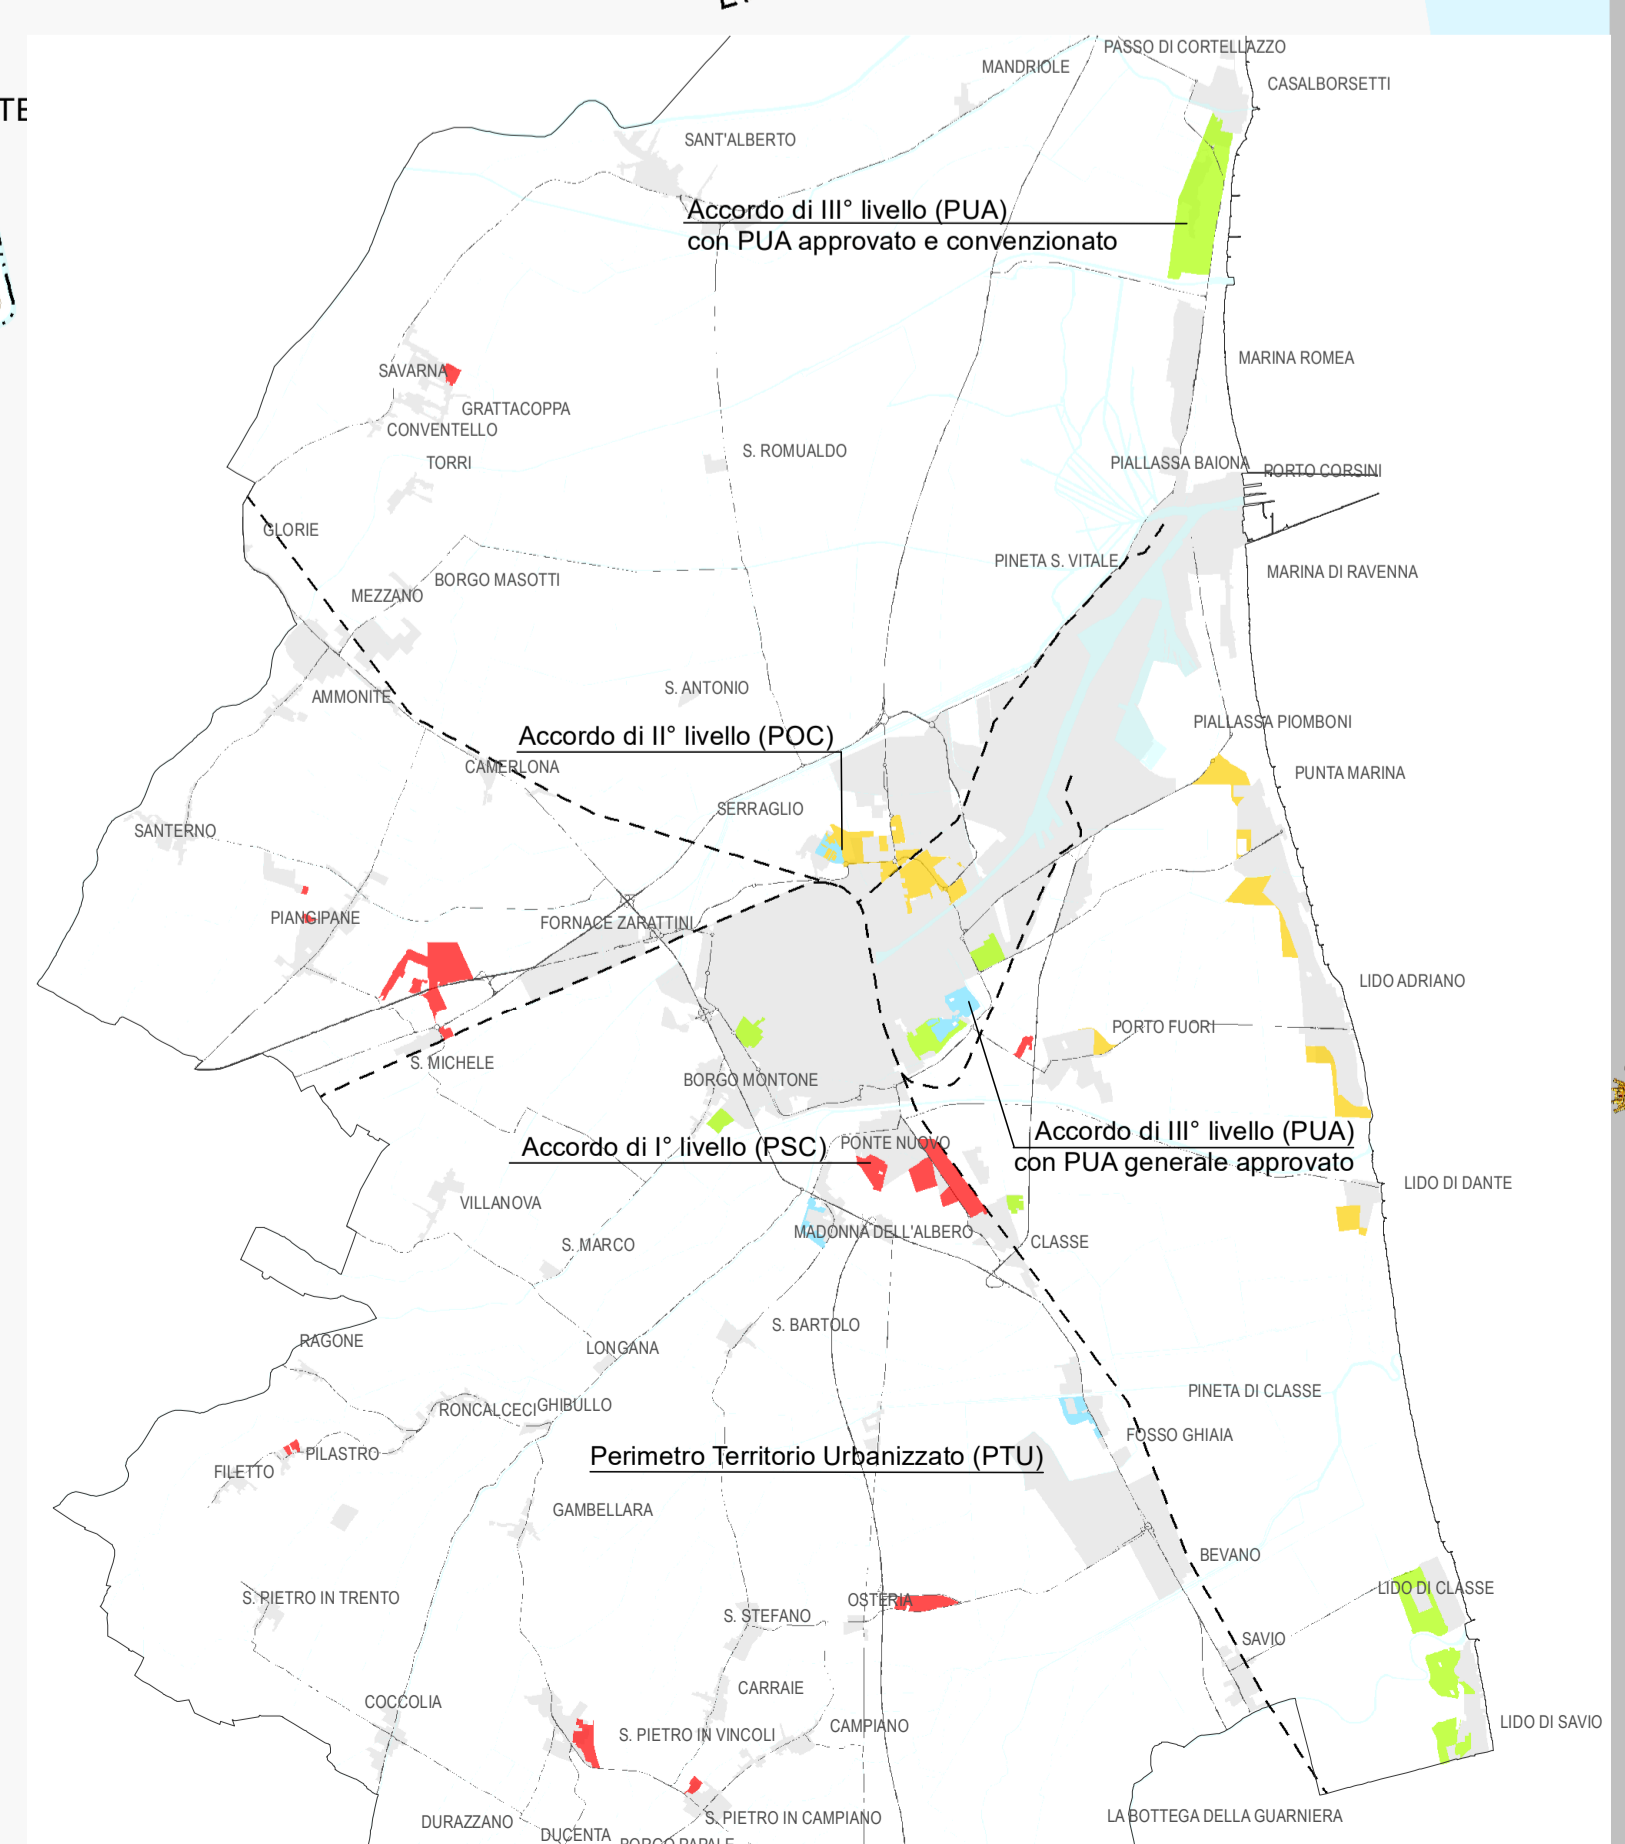 PASSO DI CORTELLAZZO
MANDRIOLE
CASALBORSETTI
TE
SANT'ALBERTO
Accordo di III° livello (PUA)
con PUA approvato e convenzionato
MARINA ROMEA
SAVARNA
GRATTACOPPA
CONVENTELLO
S. ROMUALDO
TORRI
PIALLASSA BAIONA
PORTO CORSINI
GLORIE
PINETA S. VITALE
MARINA DI RAVENNA
BORGO MASOTTI
MEZZANO
S. ANTONIO
AMMONITE
PIALLASSA PIOMBONI
Accordo di II° livello (POC)
CAMERLONA
PUNTA MARINA
SERRAGLIO
SANTERNO
PIANGIPANE
FORNACE ZARATTINI
LIDO ADRIANO
PORTO FUORI
S. MICHELE
BORGO MONTONE
Accordo di III° livello (PUA)
con PUA generale approvato
Accordo di I° livello (PSC)
PONTE NUOVO
LIDO DI DANTE
VILLANOVA
MADONNA DELL'ALBERO
S. MARCO
CLASSE
S. BARTOLO
RAGONE
LONGANA
PINETA DI CLASSE
RONCALCECI
GHIBULLO
FOSSO GHIAIA
PILASTRO
Perimetro Territorio Urbanizzato (PTU)
FILETTO
GAMBELLARA
BEVANO
LIDO DI CLASSE
S. PIETRO IN TRENTO
OSTERIA
S. STEFANO
SAVIO
CARRAIE
COCCOLIA
LIDO DI SAVIO
CAMPIANO
S. PIETRO IN VINCOLI
S. PIETRO IN CAMPIANO
LA BOTTEGA DELLA GUARNIERA
DURAZZANO
DUCENTA
BORGO RAPALE